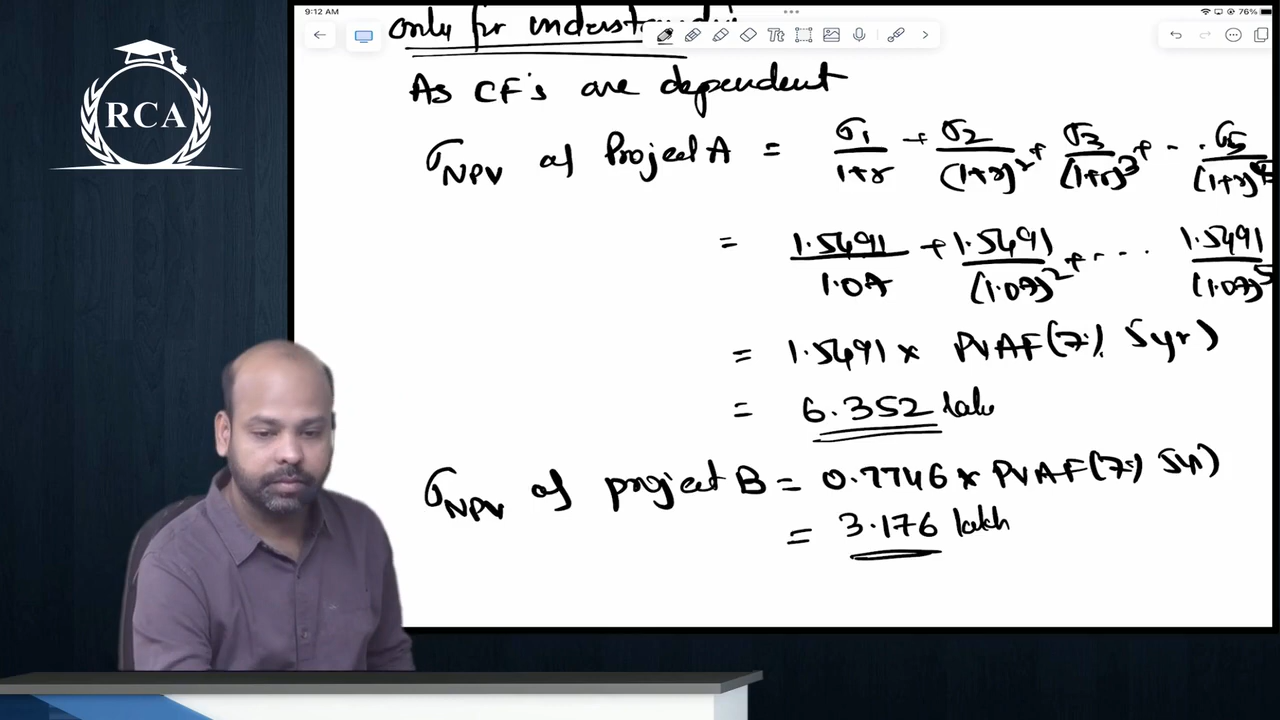 9:12 AM
76%
only for understandi
RCA
As CF's are dependent
σNPV of Project A = σ1/1+r + σ2/(1+r)^2 + σ3/(1+r)^3 + ... σ5/(1+r)^5
= 1.5491/1.07 + 1.5491/(1.07)^2 + ... 1.5491/(1.07)^5
= 1.5491 × PVAF(7% 5yr)
= 6.352 lakh
σNPV of project B = 0.7746 × PVAF(7% 5yr)
= 3.176 lakh